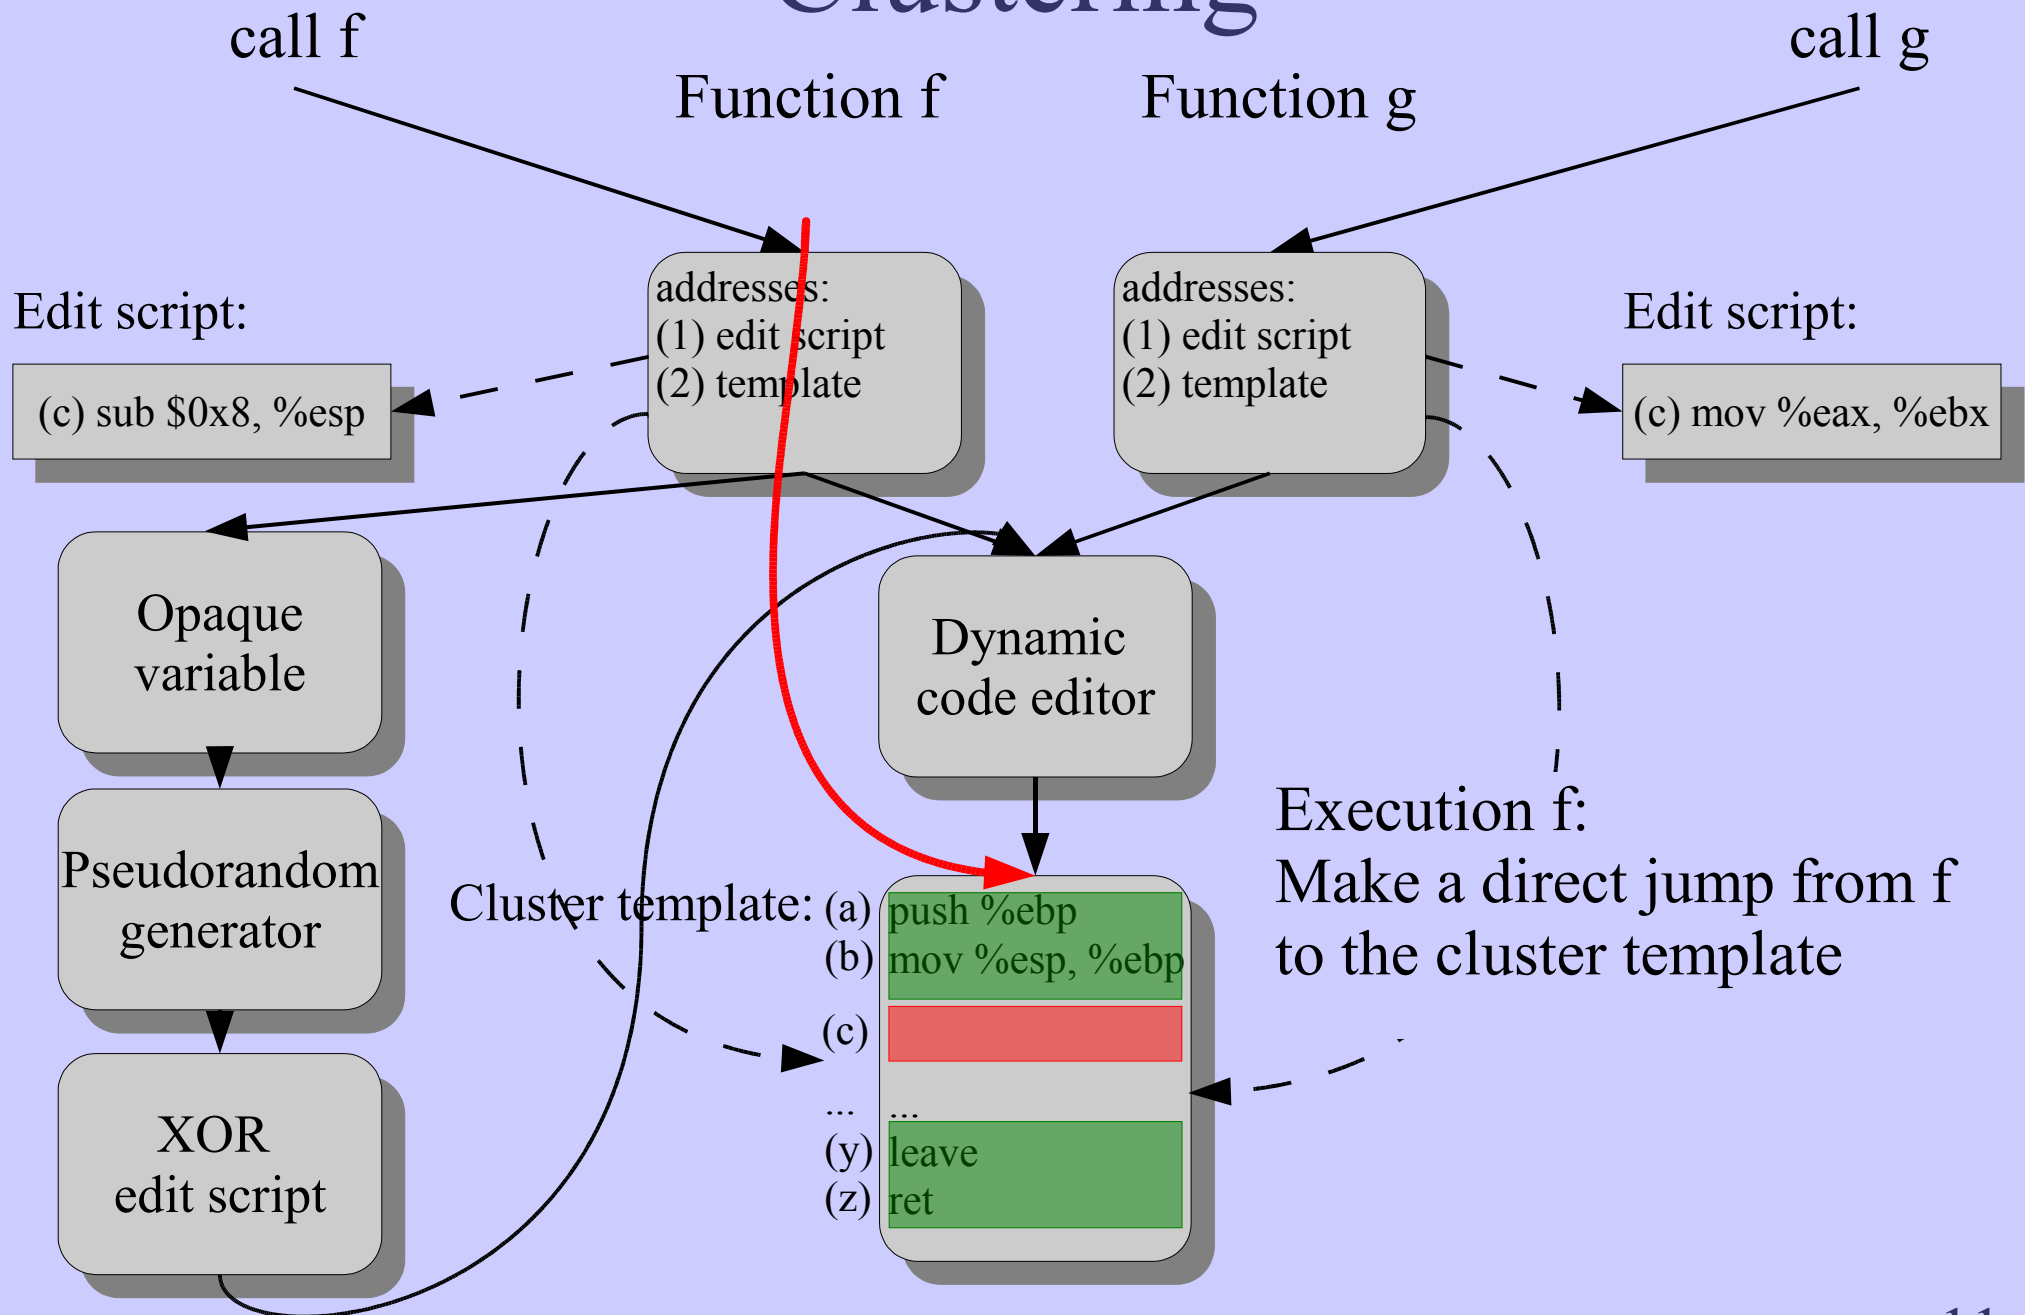 Clustering
call f
call g
Function f
Function g
addresses:
(1) edit script
(2) template
addresses:
(1) edit script
(2) template
Edit script:
(c) sub $0x8, %esp
Edit script:
(c) mov %eax, %ebx
Opaque
variable
Dynamic
code editor
Pseudorandom
generator
Execution f:
Make a direct jump from f
to the cluster template
Cluster template:
(a) push %ebp
(b) mov %esp, %ebp
(c)
... ...
(y) leave
(z) ret
XOR
edit script